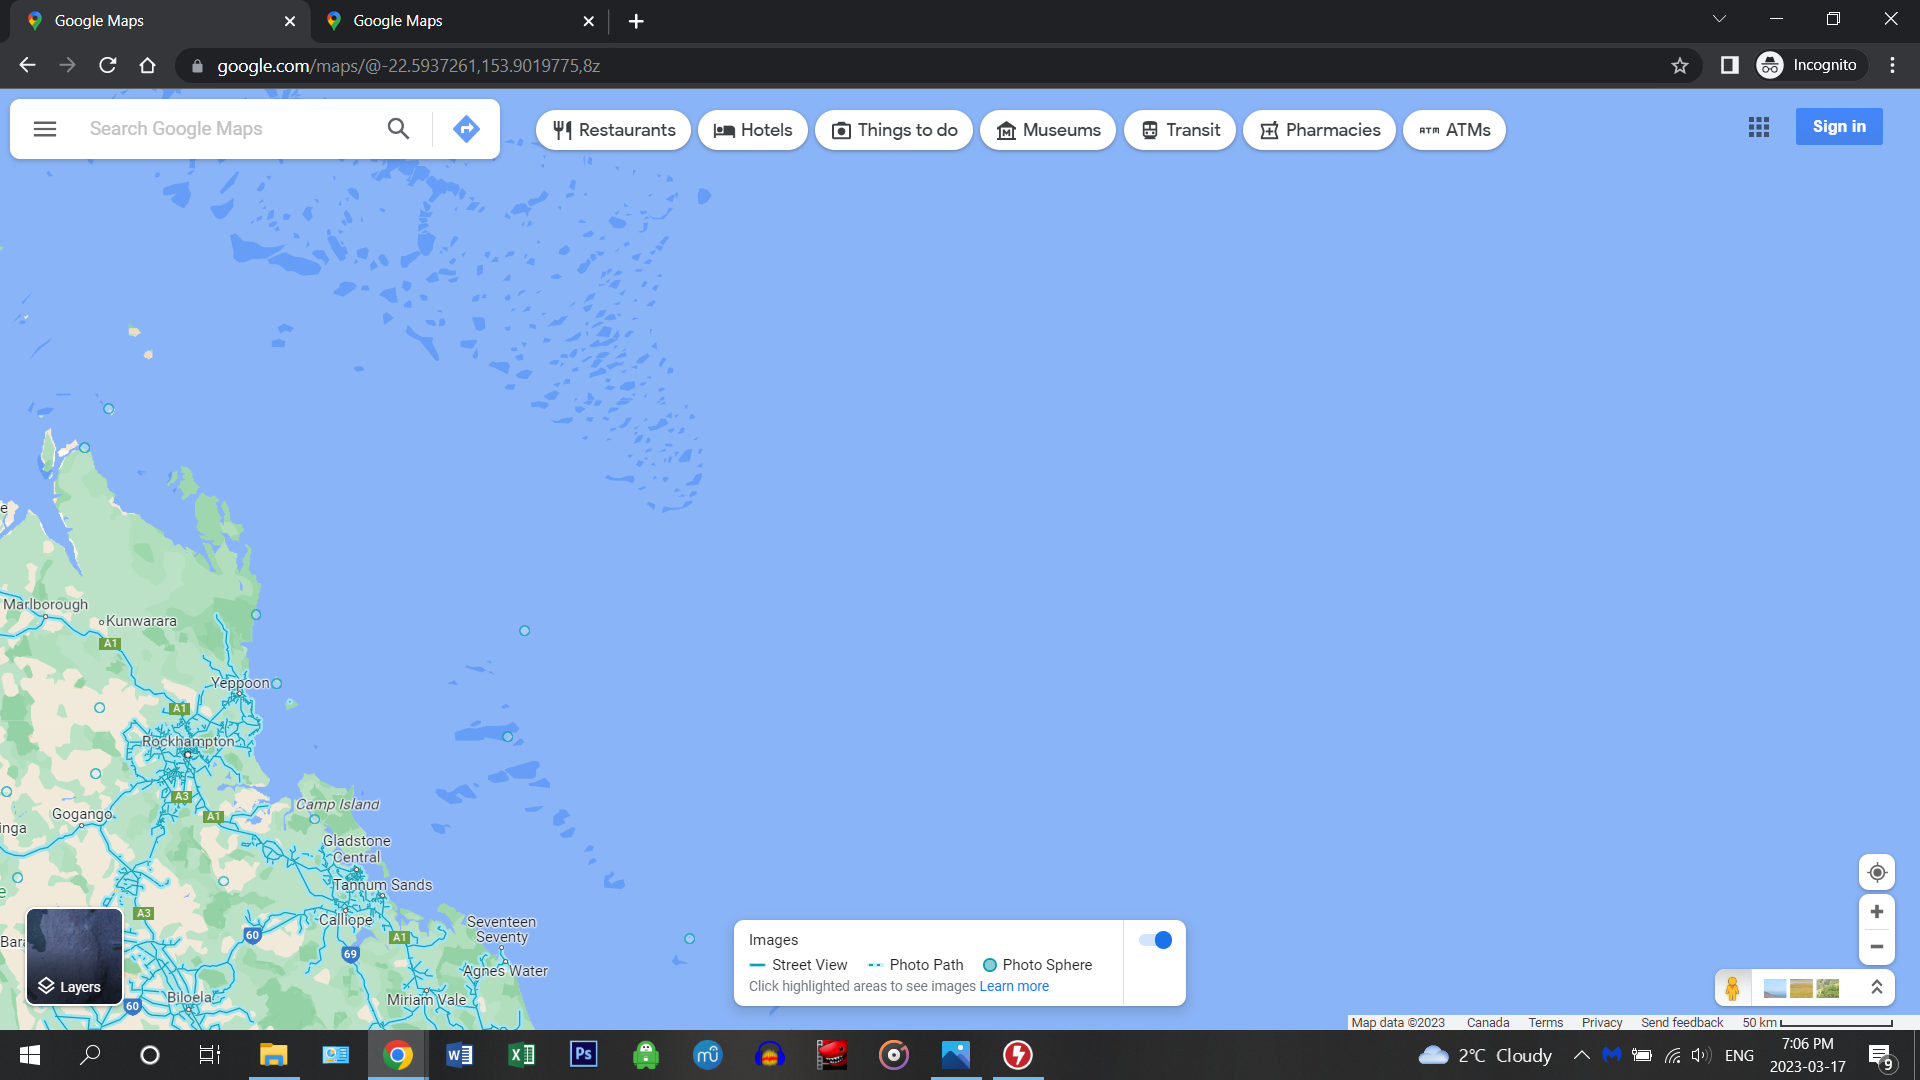 Google Maps
Google Maps
google.com/maps/@-22.5937261,153.9019775,8z
Incognito
Search Google Maps
Restaurants
Hotels
Things to do
Museums
Transit
Pharmacies
ATM ATMs
Sign in
e
Marlborough
Kunwarara
A1
Yeppoon
A1
Rockhampton
A3
Camp Island
Gogango
A1
inga
Gladstone
Central
Tannum Sands
e
A3
Calliope
Seventeen
Seventy
60
A1
Bara
69
Agnes Water
Layers
Biloela
Miriam Vale
60
Images
Street View
Photo Path
Photo Sphere
Click highlighted areas to see images Learn more
Map data ©2023
Canada
Terms
Privacy
Send feedback
50 km
W
X
Ps
mu
2°C Cloudy
ENG
7:06 PM
2023-03-17
9